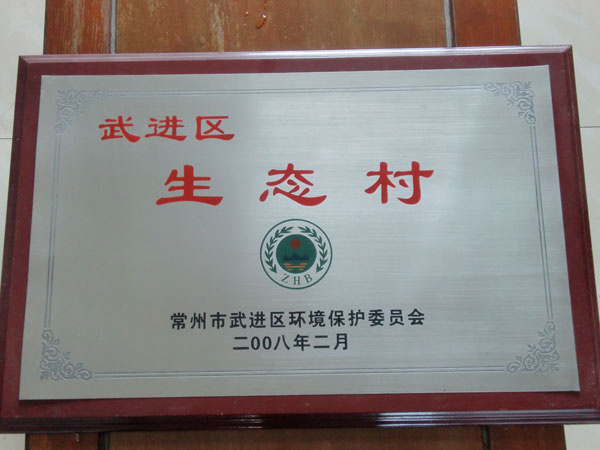 武进区
生态村
ZHB
常州市武进区环境保护委员会
二00八年二月